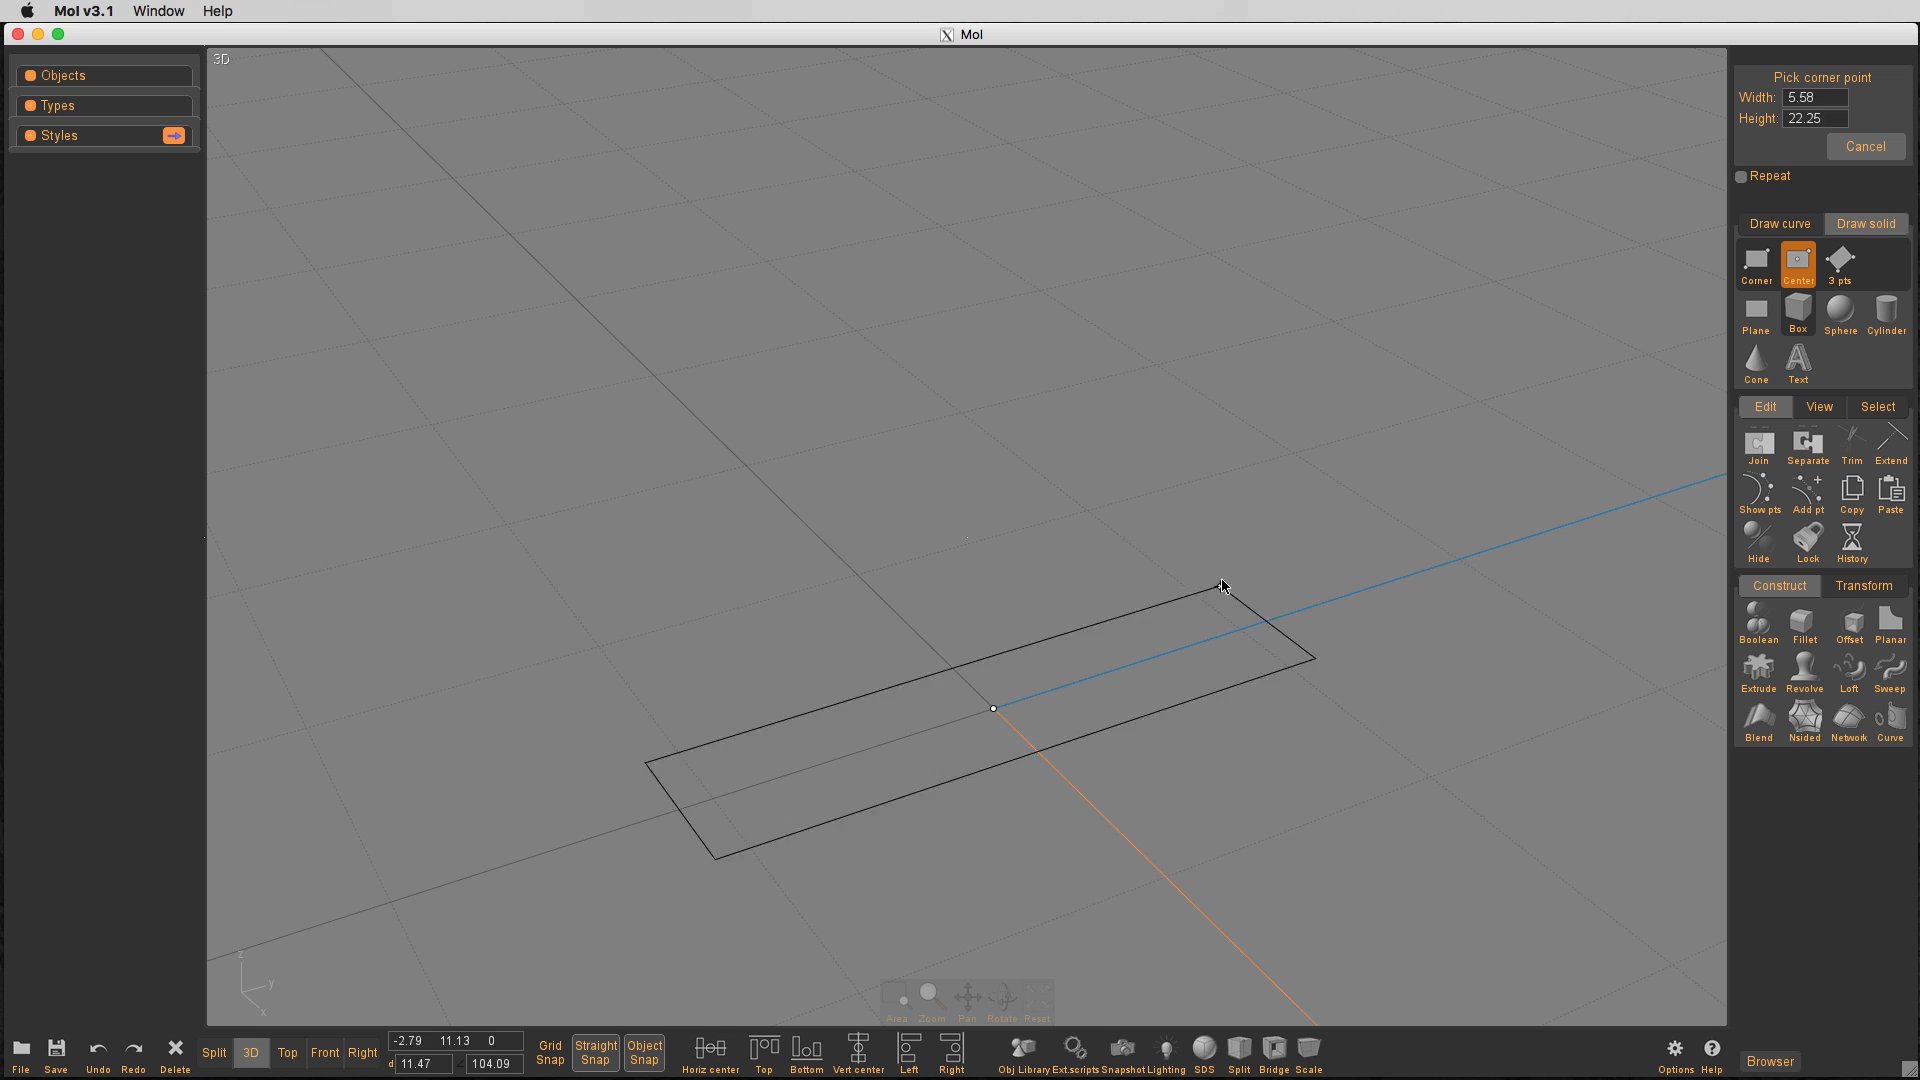 MoI v3.1 Window Help
MoI
Objects
Types
Styles
3D
Pick corner point
Width: 5.58
Height: 22.25
Cancel
Repeat
Draw curve Draw solid
Corner Center 3 pts
Plane Box Sphere Cylinder
Cone Text
Edit View Select
Join Separate Trim Extend
Show pts Add pt Copy Paste
Hide Lock History
Construct Transform
Boolean Fillet Offset Planar
Extrude Revolve Loft Sweep
Blend Nsided Network Curve
z
y
x
Area Zoom Pan Rotate Reset
File Save Undo Redo Delete
Split 3D Top Front Right
-2.79 11.13 0
d 11.47 104.09
Grid Snap
Straight Snap
Object Snap
Horiz center Top Bottom Vert center Left Right
Obj Library Ext.scripts Snapshot Lighting SDS Split Bridge Scale
Options Help
Browser